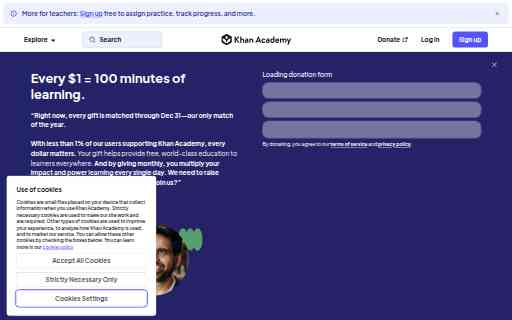 More for teachers: Sign up free to assign practice, track progress, and more.
Explore
Search
Khan Academy
Donate
Log in
Sign up
Every $1 = 100 minutes of
learning.
"Right now, every gift is matched through Dec 31—our only match
of the year.
With less than 1% of our users supporting Khan Academy, every
dollar matters. Your gift helps provide free, world-class education to
learners everywhere. And by giving monthly, you multiply your
impact and power learning every single day. We need to raise
join us?"
Loading donation form
By donating, you agree to our terms of service and privacy policy.
Use of cookies
Cookies are small files placed on your device that collect
information when you use Khan Academy. Strictly
necessary cookies are used to make our site work and
are required. Other types of cookies are used to improve
your experience, to analyze how Khan Academy is used,
and to market our service. You can allow these other
cookies by checking the boxes below. You can learn
more in our cookie policy
Accept All Cookies
Strictly Necessary Only
Cookies Settings